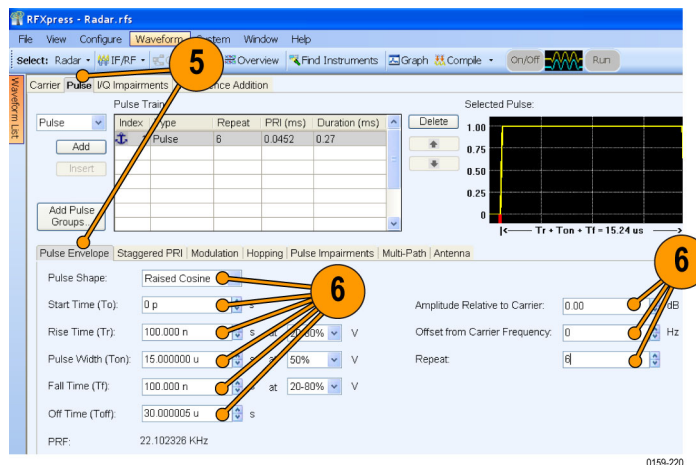 RFXpress - Radar.rfs
File View Configure Waveform System Window Help
Select: Radar IF/RF Overview Find Instruments Graph Compile On/Off Run
5
Waveform List
Carrier Pulse I/Q Impairments Addition
Pulse Train Selected Pulse:
Pulse Index Type Repeat PRI (ms) Duration (ms) Delete
Pulse 6 0.0452 0.27
Add
Insert
Add Pulse Groups...
1.00
0.75
0.50
0.25
0
Tr + Ton + Tf = 15.24 us
Pulse Envelope Staggered PRI Modulation Hopping Pulse Impairments Multi-Path Antenna
6
6
Pulse Shape: Raised Cosine
Start Time (To): 0 p s Amplitude Relative to Carrier: 0.00 dB
Rise Time (Tr): 100.000 n s at 20-80% V Offset from Carrier Frequency: 0 Hz
Pulse Width (Ton): 15.000000 u s at 50% V Repeat: 6
Fall Time (Tf): 100.000 n s at 20-80% V
Off Time (Toff): 30.000005 u s
PRF: 22.102326 KHz
0159-220